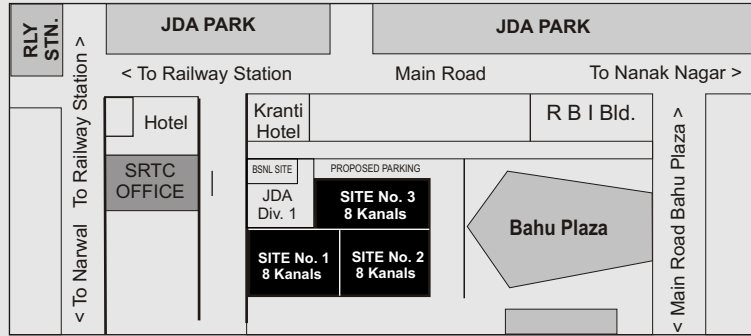 RLY
STN.
JDA PARK
JDA PARK
< To Railway Station
Main Road
To Nanak Nagar >
< To Narwal To Railway Station >
Hotel
Kranti
Hotel
R B I Bld.
SRTC
OFFICE
BSNL SITE
PROPOSED PARKING
JDA
Div. 1
SITE No. 3
8 Kanals
SITE No. 1
8 Kanals
SITE No. 2
8 Kanals
Bahu Plaza
< Main Road Bahu Plaza >